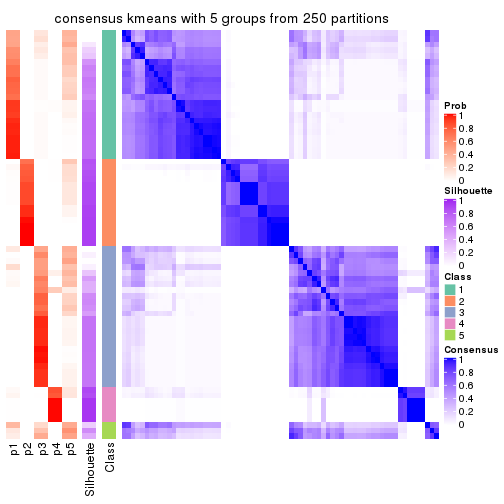 consensus kmeans with 5 groups from 250 partitions
Prob
1
0.8
0.6
0.4
0.2
0
Silhouette
1
0.8
0.6
0.4
0.2
0
Class
1
2
3
4
5
Consensus
1
0.8
0.6
0.4
0.2
0
p1
p2
p3
p4
p5
Silhouette
Class